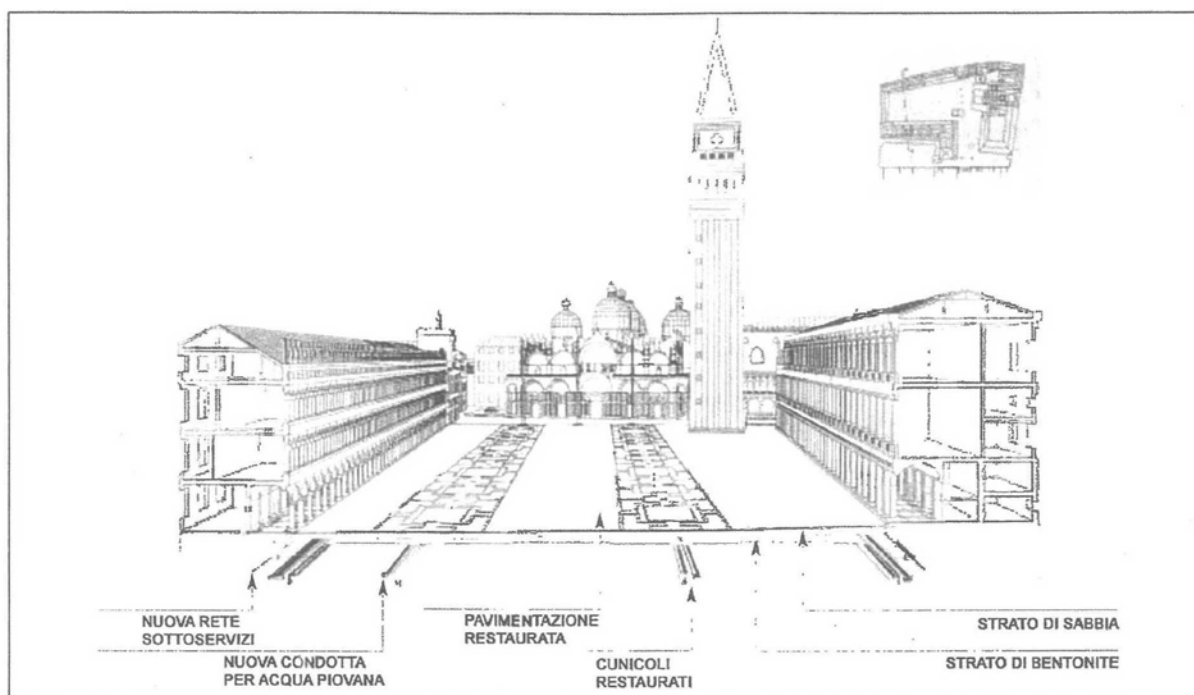 NUOVA RETE
SOTTOSERVIZI
NUOVA CONDOTTA
PER ACQUA PIOVANA
PAVIMENTAZIONE
RESTAURATA
CUNICOLI
RESTAURATI
STRATO DI SABBIA
STRATO DI BENTONITE